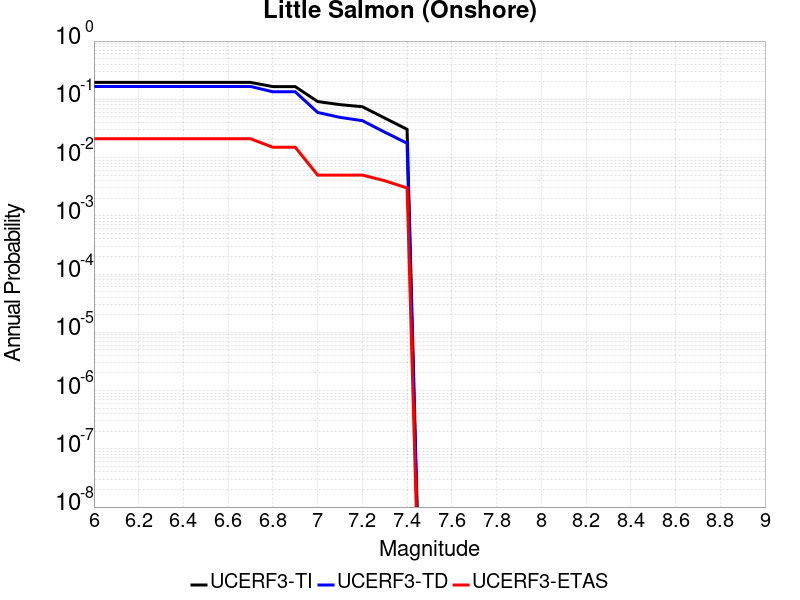 Little Salmon (Onshore)
Annual Probability
10^0
10^-1
10^-2
10^-3
10^-4
10^-5
10^-6
10^-7
10^-8
6 6.2 6.4 6.6 6.8 7 7.2 7.4 7.6 7.8 8 8.2 8.4 8.6 8.8 9
Magnitude
UCERF3-TI UCERF3-TD UCERF3-ETAS